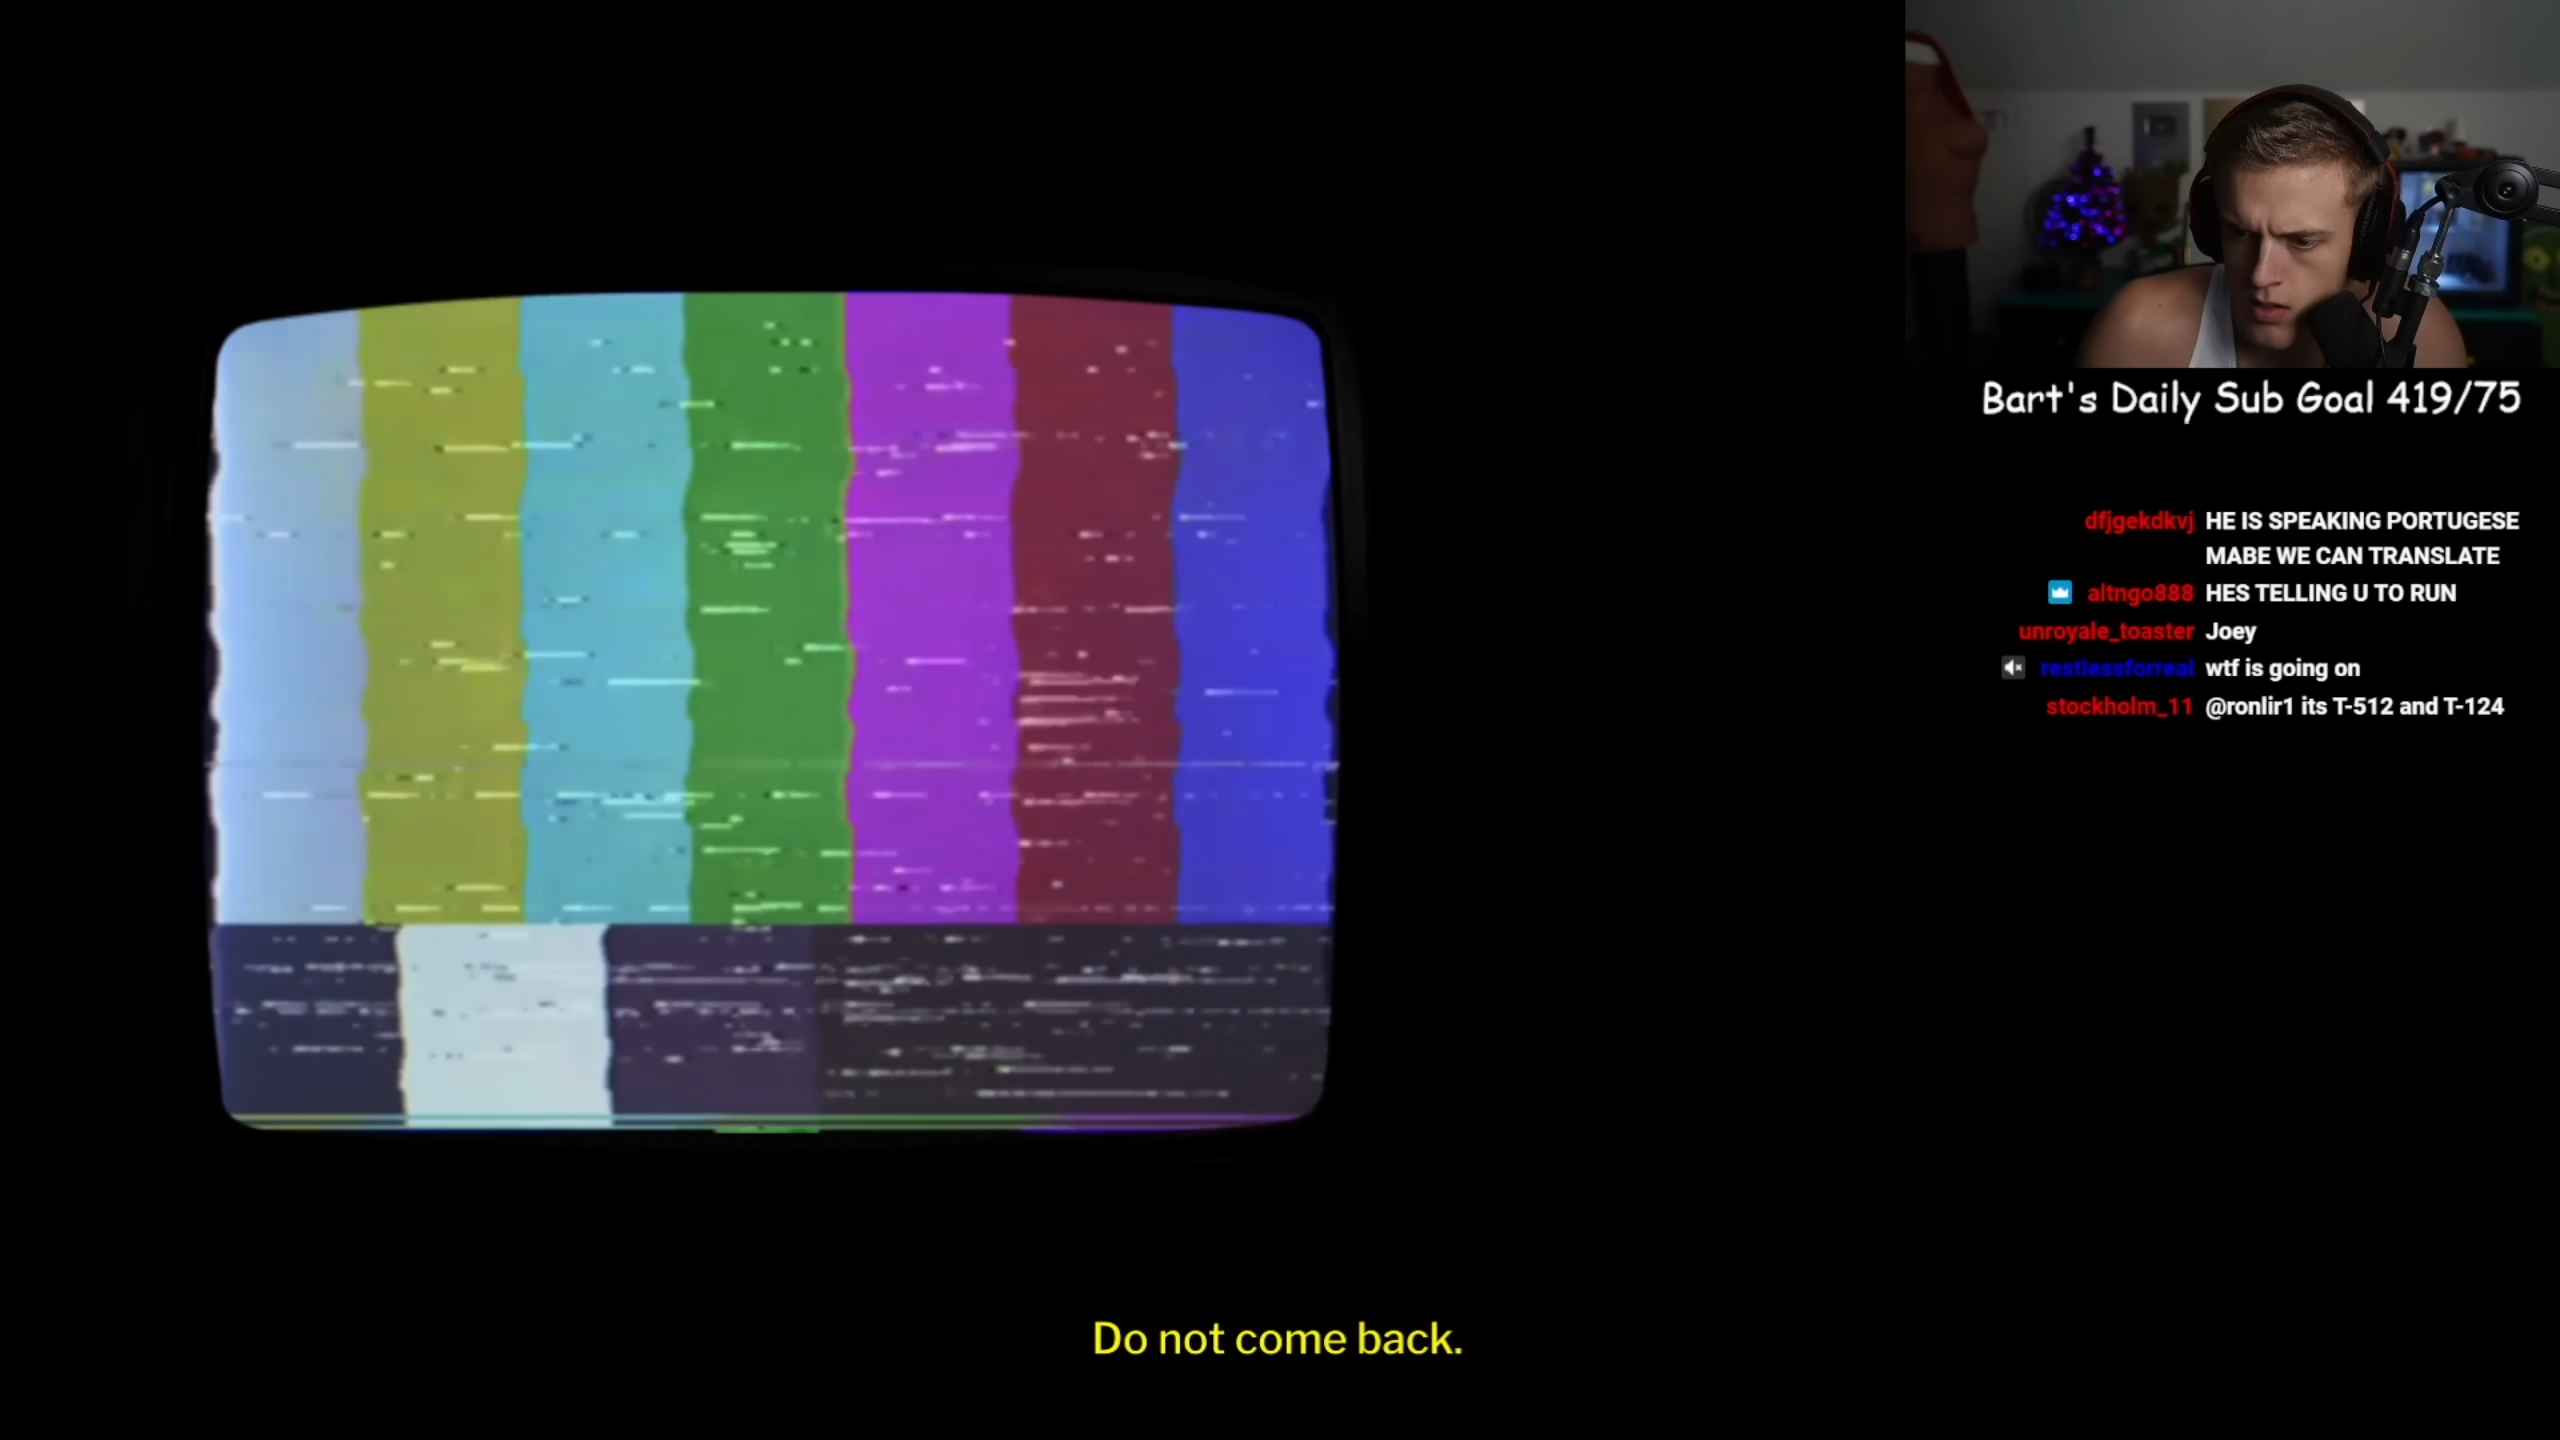 Bart's Daily Sub Goal 419/75
dfjgekdkvj HE IS SPEAKING PORTUGESE
MABE WE CAN TRANSLATE
altngo888 HES TELLING U TO RUN
unroyale_toaster Joey
restlessforreal wtf is going on
stockholm_11 @ronlir1 its T-512 and T-124
Do not come back.